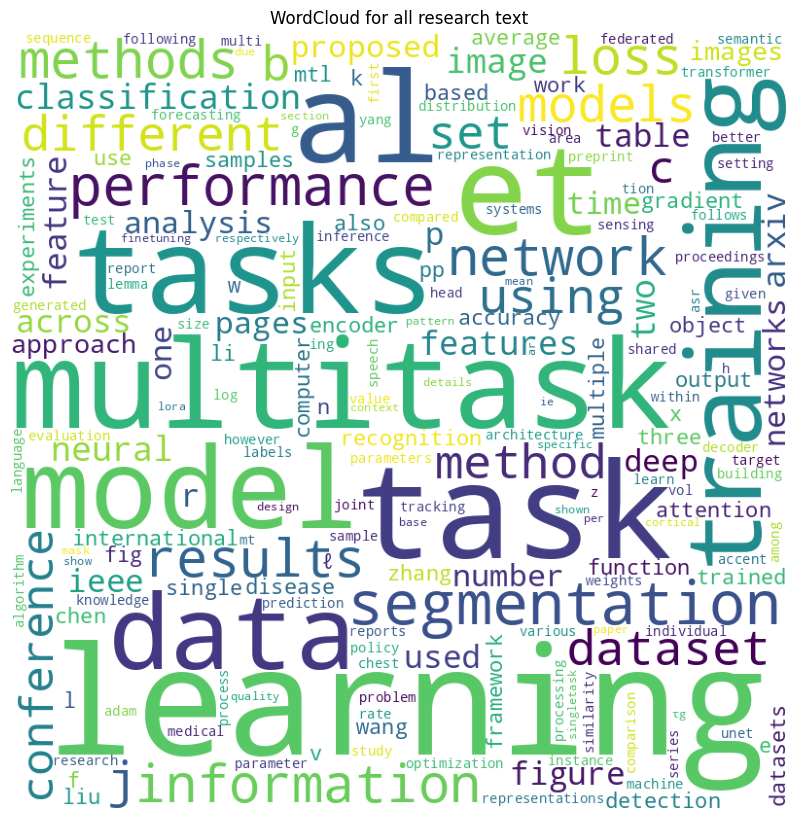 WordCloud for all research text
sequence following multi due first average federated semantic
methods b proposed al image loss images transformer
forecasting mtl k based work models
classification distribution
section g yang set vision area table better
different representation preprint setting
experiments phase use samples performance et c time gradient training
feature test analysis also compared systems tion follows
finetuning respectively inference p sensing arxiv
tasks report lemma w input pp head network proceedings
generated mean using two asr given
across size pages encoder pattern accuracy object networks
approach one li ing computer art features multiple shared h
multitask log speech details ie output within
lora n value context x
evaluation neural however labels recognition architecture specific three decoder
language model parameters method deep learn target building
r design joint tracking z vol attention
international mt base task shown per cortical among
conference mask fig sample ℓ function accent
algorithm show results ieee single disease zhang number weights trained
knowledge prediction segmentation
chen data reports various paper individual
policy used dataset
l process chest framework processing singletask similarity
adam quality problem learning comparison series τg
medical rate wang instance unet e datasets
research parameter study v optimization machine
f j information figure detection
liu representations